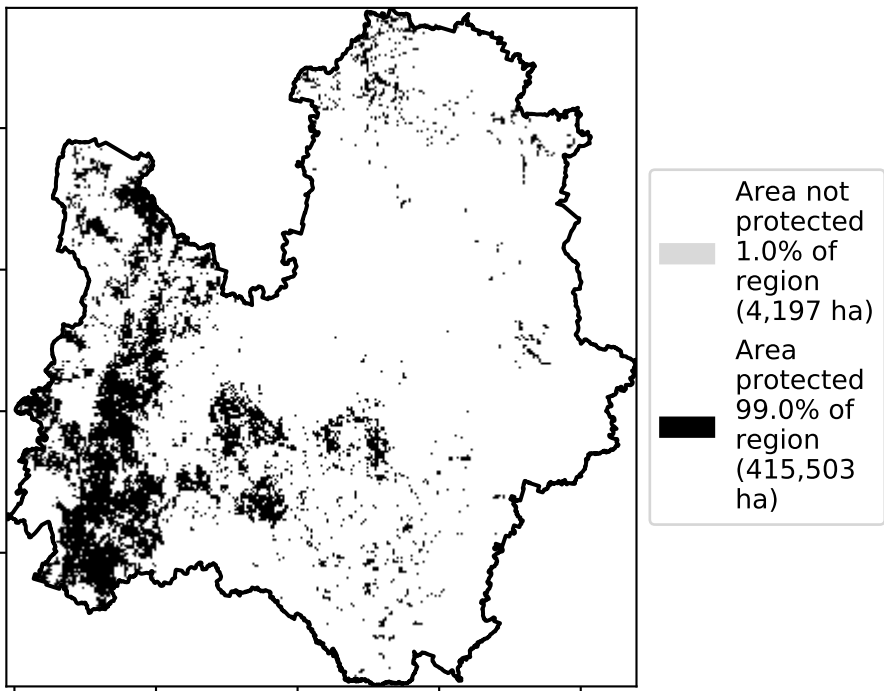 Area not
protected
1.0% of
region
(4,197 ha)
Area
protected
99.0% of
region
(415,503
ha)